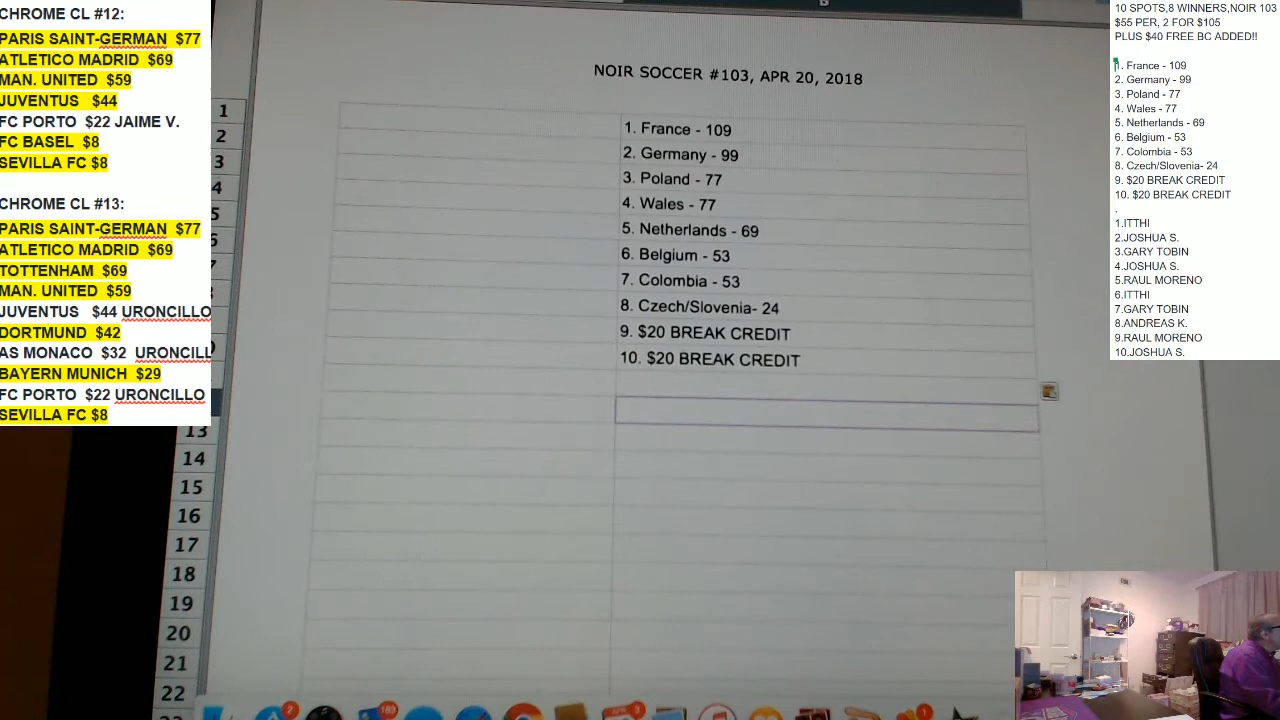 CHROME CL #12:
PARIS SAINT-GERMAN $77
ATLETICO MADRID $69
MAN. UNITED $59
JUVENTUS $44
FC PORTO $22 JAIME V.
FC BASEL $8
SEVILLA FC $8
CHROME CL #13:
PARIS SAINT-GERMAN $77
ATLETICO MADRID $69
TOTTENHAM $69
MAN. UNITED $59
JUVENTUS $44 URONCILLO
DORTMUND $42
AS MONACO $32 URONCILL
BAYERN MUNICH $29
FC PORTO $22 URONCILLO
SEVILLA FC $8
NOIR SOCCER #103, APR 20, 2018
1
2
3
4
5
6
7
13
14
15
16
17
18
19
20
21
22
1. France - 109
2. Germany - 99
3. Poland - 77
4. Wales - 77
5. Netherlands - 69
6. Belgium - 53
7. Colombia - 53
8. Czech/Slovenia- 24
9. $20 BREAK CREDIT
10. $20 BREAK CREDIT
2
183
3
1
10 SPOTS,8 WINNERS,NOIR 103
$55 PER, 2 FOR $105
PLUS $40 FREE BC ADDED!!
1. France - 109
2. Germany - 99
3. Poland - 77
4. Wales - 77
5. Netherlands - 69
6. Belgium - 53
7. Colombia - 53
8. Czech/Slovenia- 24
9. $20 BREAK CREDIT
10. $20 BREAK CREDIT
.
1.ITTHI
2.JOSHUA S.
3.GARY TOBIN
4.JOSHUA S.
5.RAUL MORENO
6.ITTHI
7.GARY TOBIN
8.ANDREAS K.
9.RAUL MORENO
10.JOSHUA S.